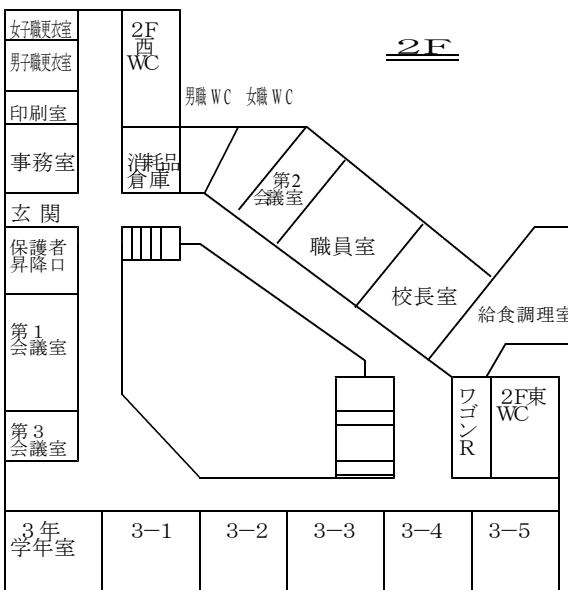 女子職更衣室
2F
西
WC
2F
男子職更衣室
男職WC 女職WC
印刷室
事務室
消耗品
倉庫
第2
会議室
玄関
保護者
昇降口
職員室
校長室
給食調理室
第1
会議室
ワゴンR
2F東
WC
第3
会議室
3年
学年室
3-1
3-2
3-3
3-4
3-5